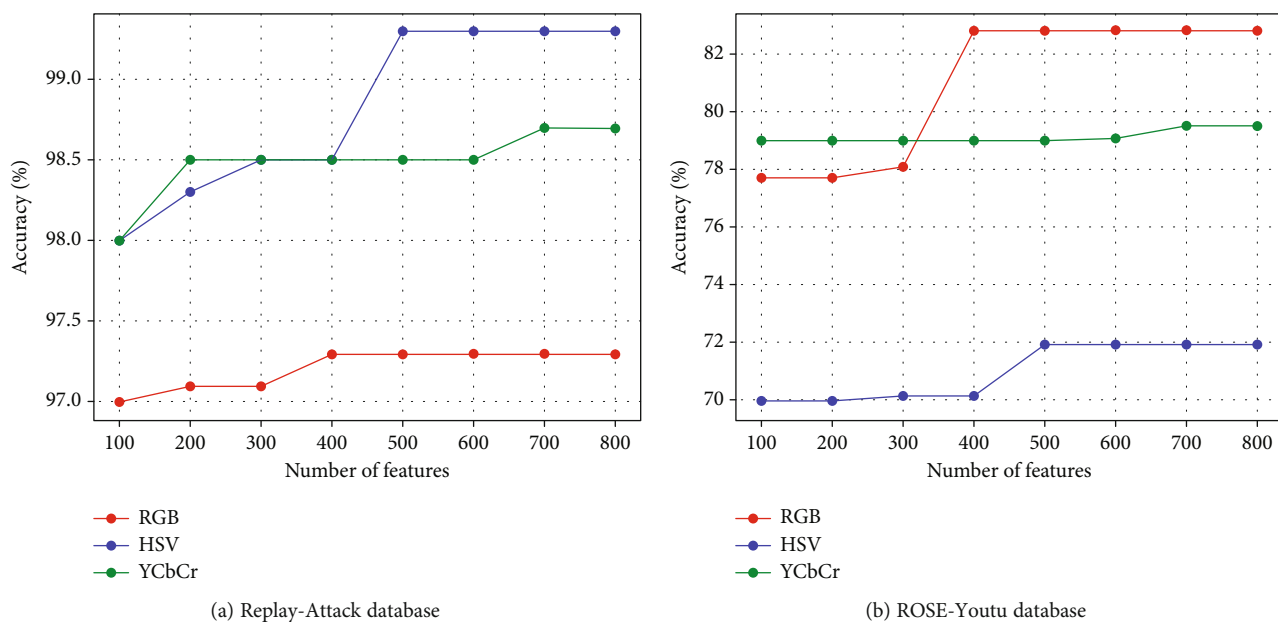 99.0
98.5
98.0
97.5
97.0
Accuracy (%)
100 200 300 400 500 600 700 800
Number of features
RGB
HSV
YCbCr
(a) Replay-Attack database
82
80
78
76
74
72
70
Accuracy (%)
100 200 300 400 500 600 700 800
Number of features
RGB
HSV
YCbCr
(b) ROSE-Youtu database